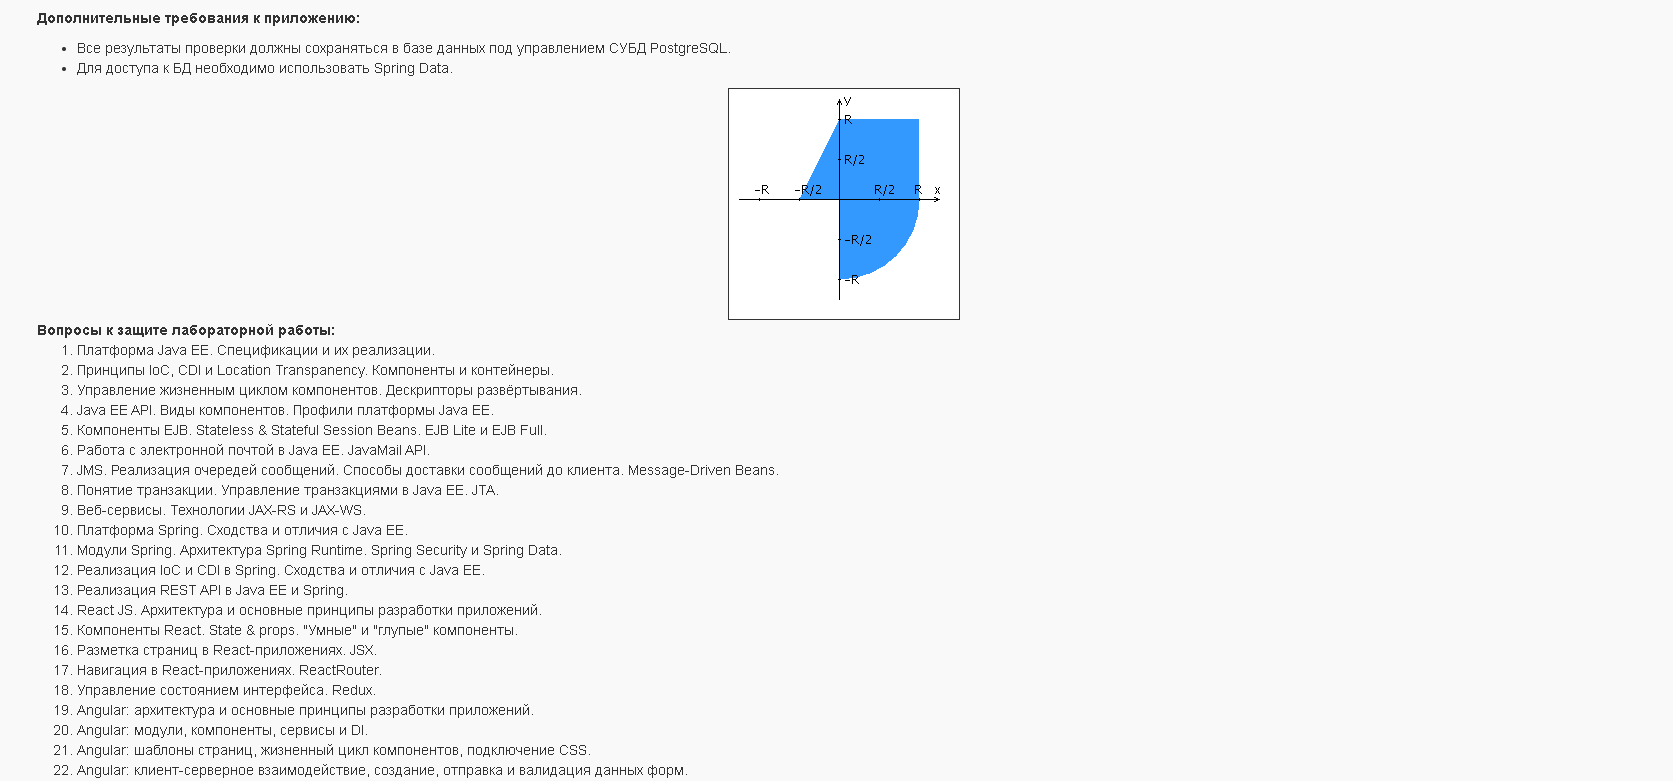 Дополнительные требования к приложению:
• Все результаты проверки должны сохраняться в базе данных под управлением СУБД PostgreSQL.
• Для доступа к БД необходимо использовать Spring Data.
y
R
R/2
-R
-R/2
R/2
R
x
-R/2
-R
Вопросы к защите лабораторной работы:
1. Платформа Java EE. Спецификации и их реализации.
2. Принципы IoC, CDI и Location Transpanency. Компоненты и контейнеры.
3. Управление жизненным циклом компонентов. Дескрипторы развёртывания.
4. Java EE API. Виды компонентов. Профили платформы Java EE.
5. Компоненты EJB. Stateless & Stateful Session Beans. EJB Lite и EJB Full.
6. Работа с электронной почтой в Java EE. JavaMail API.
7. JMS. Реализация очередей сообщений. Способы доставки сообщений до клиента. Message-Driven Beans.
8. Понятие транзакции. Управление транзакциями в Java EE. JTA.
9. Веб-сервисы. Технологии JAX-RS и JAX-WS.
10. Платформа Spring. Сходства и отличия с Java EE.
11. Модули Spring. Архитектура Spring Runtime. Spring Security и Spring Data.
12. Реализация IoC и CDI в Spring. Сходства и отличия с Java EE.
13. Реализация REST API в Java EE и Spring.
14. React JS. Архитектура и основные принципы разработки приложений.
15. Компоненты React. State & props. "Умные" и "глупые" компоненты.
16. Разметка страниц в React-приложениях. JSX.
17. Навигация в React-приложениях. ReactRouter.
18. Управление состоянием интерфейса. Redux.
19. Angular: архитектура и основные принципы разработки приложений.
20. Angular: модули, компоненты, сервисы и DI.
21. Angular: шаблоны страниц, жизненный цикл компонентов, подключение CSS.
22. Angular: клиент-серверное взаимодействие, создание, отправка и валидация данных форм.